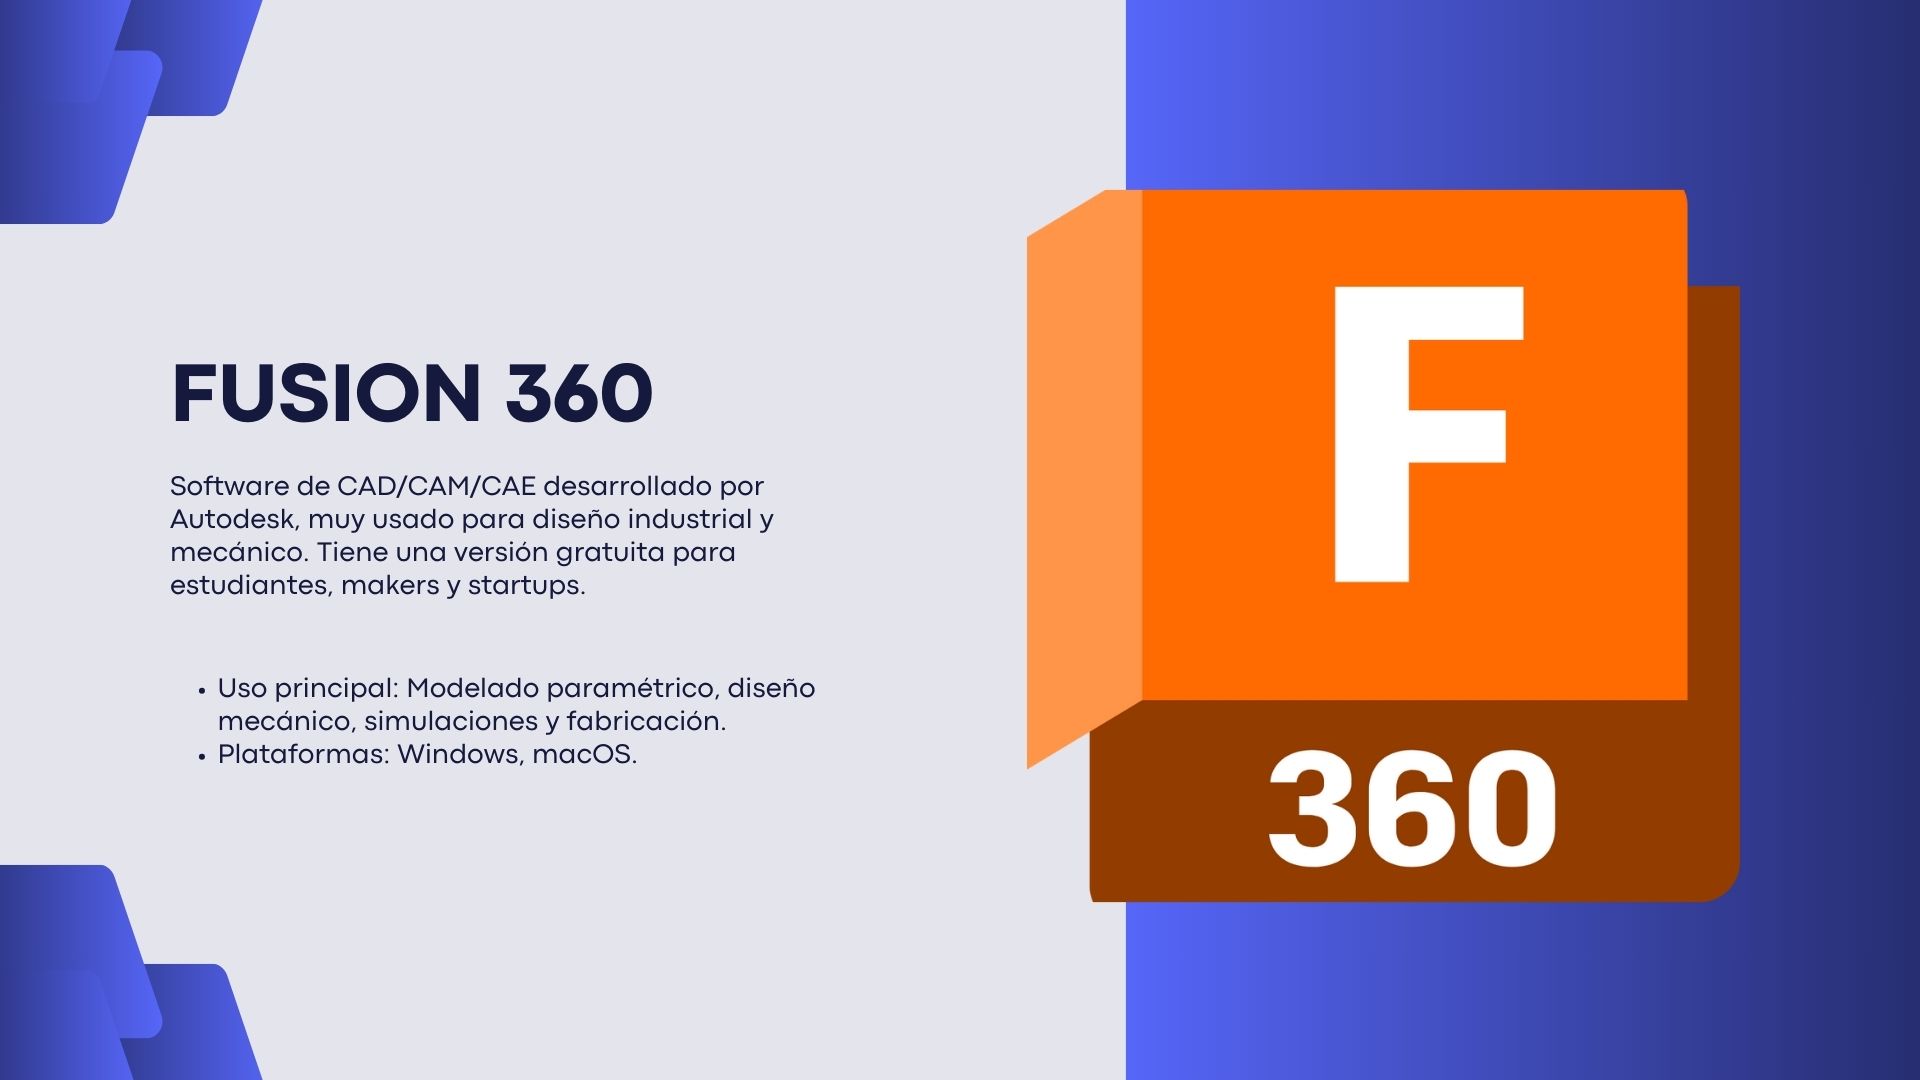 FUSION 360
Software de CAD/CAM/CAE desarrollado por
Autodesk, muy usado para diseño industrial y
mecánico. Tiene una versión gratuita para
estudiantes, makers y startups.
• Uso principal: Modelado paramétrico, diseño
mecánico, simulaciones y fabricación.
• Plataformas: Windows, macOS.
F
360